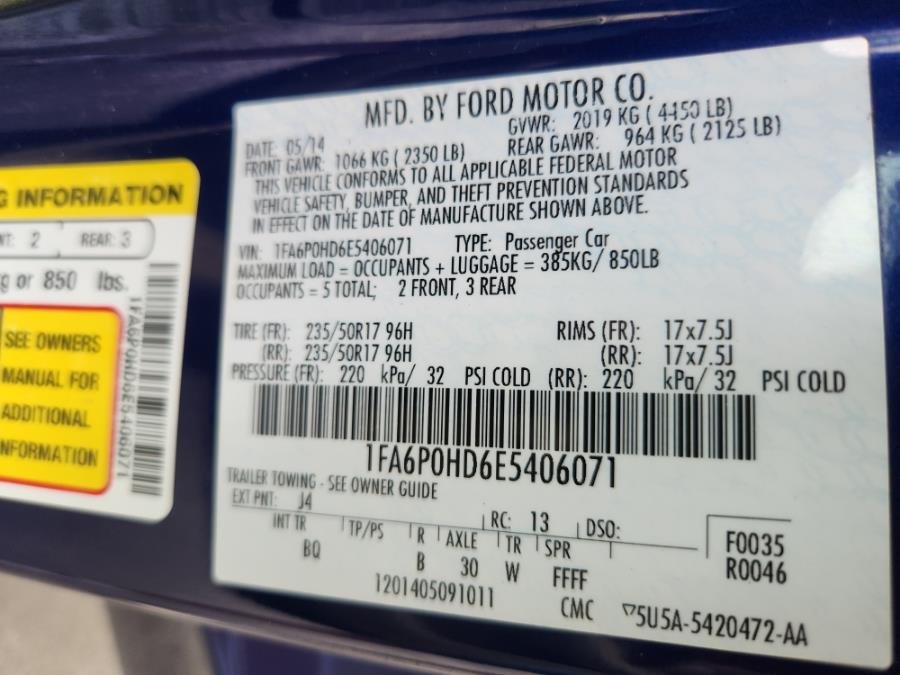 MFD. BY FORD MOTOR CO.
DATE: 05/14 GVWR: 2019 KG ( 4450 LB)
FRONT GAWR: 1066 KG ( 2350 LB) REAR GAWR: 964 KG ( 2125 LB)
THIS VEHICLE CONFORMS TO ALL APPLICABLE FEDERAL MOTOR
VEHICLE SAFETY, BUMPER, AND THEFT PREVENTION STANDARDS
IN EFFECT ON THE DATE OF MANUFACTURE SHOWN ABOVE.
VIN: 1FA6P0HD6E5406071 TYPE: Passenger Car
MAXIMUM LOAD = OCCUPANTS + LUGGAGE = 385KG/ 850LB
OCCUPANTS = 5 TOTAL; 2 FRONT, 3 REAR
TIRE (FR): 235/50R17 96H RIMS (FR): 17x7.5J
(RR): 235/50R17 96H (RR): 17x7.5J
PRESSURE (FR): 220 kPa/ 32 PSI COLD (RR): 220 kPa/ 32 PSI COLD
1FA6P0HD6E5406071
TRAILER TOWING - SEE OWNER GUIDE
EXT PNT: J4 RC: 13 DSO:
INT TR TP/PS R AXLE TR SPR
BQ B 30 W FFFF
F0035
R0046
1201405091011 CMC
5U5A-5420472-AA
G INFORMATION
NT: 2 REAR: 3
g or 850 lbs.
SEE OWNERS
MANUAL FOR
ADDITIONAL
INFORMATION
1FA6P0HD6E5406071